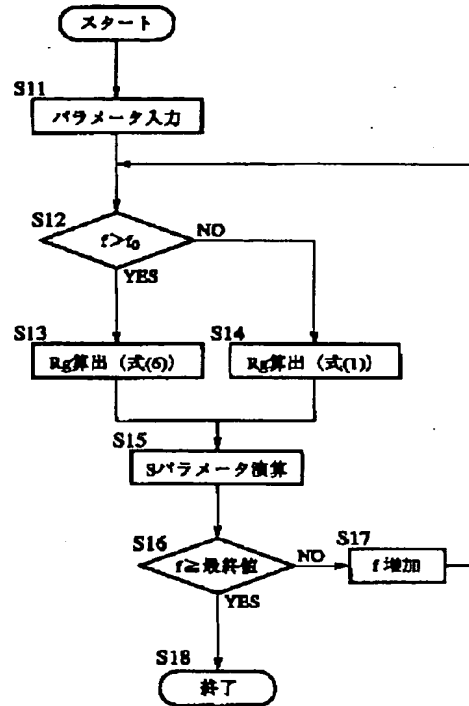 スタート
S11
パラメータ入力
S12
f>f₀
NO
YES
S13
Rg算出 (式(6))
S14
Rg算出 (式(1))
S15
Sパラメータ演算
S16
f≧最終値
NO
YES
S17
f 増加
S18
終了